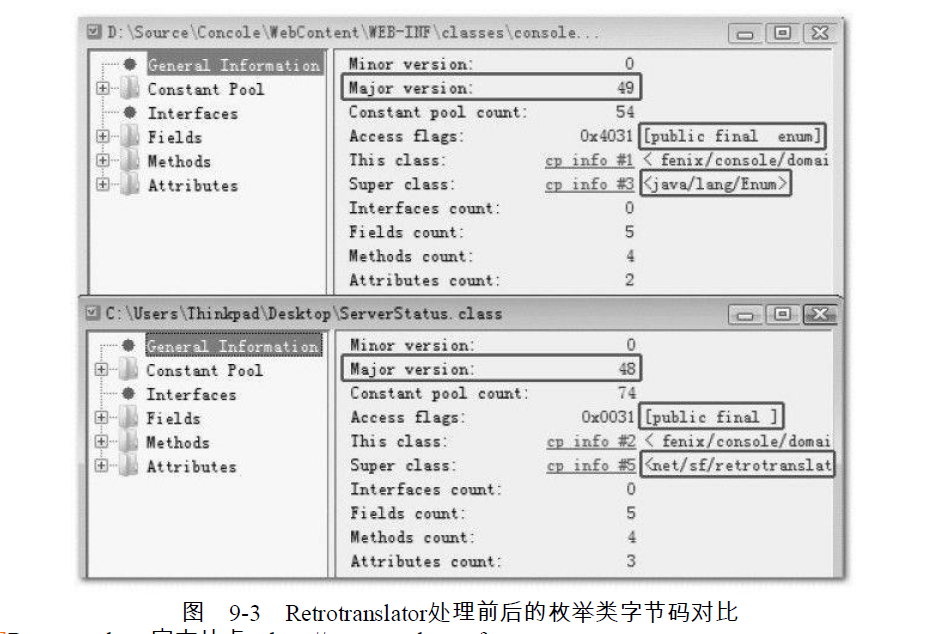 D:\Source\Concole\WebContent\WEB-INF\classes\console...
General Information
Constant Pool
Interfaces
Fields
Methods
Attributes
Minor version: 0
Major version: 49
Constant pool count: 54
Access flags: 0x4031 [public final enum]
This class: cp info #1 < fenix/console/domai
Super class: cp info #3 <java/lang/Enum>
Interfaces count: 0
Fields count: 5
Methods count: 4
Attributes count: 2
C:\Users\Thinkpad\Desktop\ServerStatus.class
General Information
Constant Pool
Interfaces
Fields
Methods
Attributes
Minor version: 0
Major version: 48
Constant pool count: 74
Access flags: 0x0031 [public final ]
This class: cp info #2 < fenix/console/domai
Super class: cp info #5 <net/sf/retrotranslat
Interfaces count: 0
Fields count: 5
Methods count: 4
Attributes count: 3
图 9-3 Retrotranslator处理前后的枚举类字节码对比